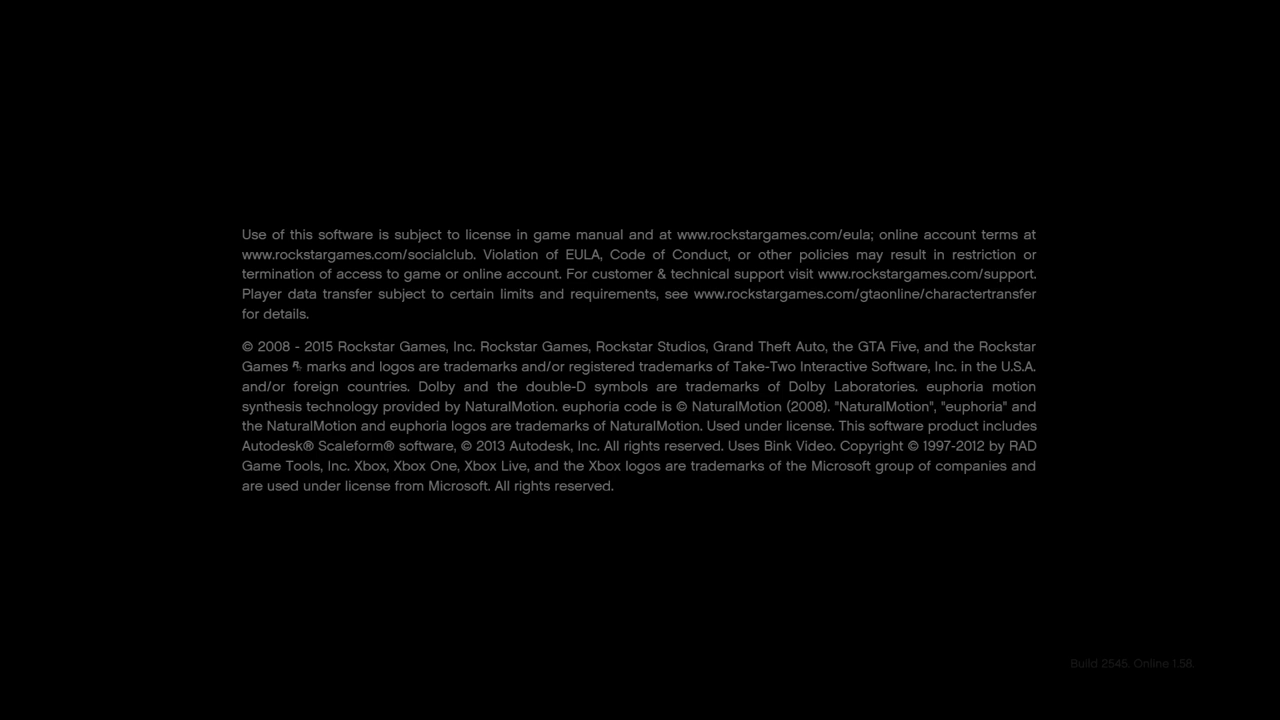 Use of this software is subject to license in game manual and at www.rockstargames.com/eula; online account terms at
www.rockstargames.com/socialclub. Violation of EULA, Code of Conduct, or other policies may result in restriction or
termination of access to game or online account. For customer & technical support visit www.rockstargames.com/support.
Player data transfer subject to certain limits and requirements, see www.rockstargames.com/gtaonline/charactertransfer
for details.
© 2008 - 2015 Rockstar Games, Inc. Rockstar Games, Rockstar Studios, Grand Theft Auto, the GTA Five, and the Rockstar
Games R* marks and logos are trademarks and/or registered trademarks of Take-Two Interactive Software, Inc. in the U.S.A.
and/or foreign countries. Dolby and the double-D symbols are trademarks of Dolby Laboratories. euphoria motion
synthesis technology provided by NaturalMotion. euphoria code is © NaturalMotion (2008). "NaturalMotion", "euphoria" and
the NaturalMotion and euphoria logos are trademarks of NaturalMotion. Used under license. This software product includes
Autodesk® Scaleform® software, © 2013 Autodesk, Inc. All rights reserved. Uses Bink Video. Copyright © 1997-2012 by RAD
Game Tools, Inc. Xbox, Xbox One, Xbox Live, and the Xbox logos are trademarks of the Microsoft group of companies and
are used under license from Microsoft. All rights reserved.
Build 2545. Online 1.58.